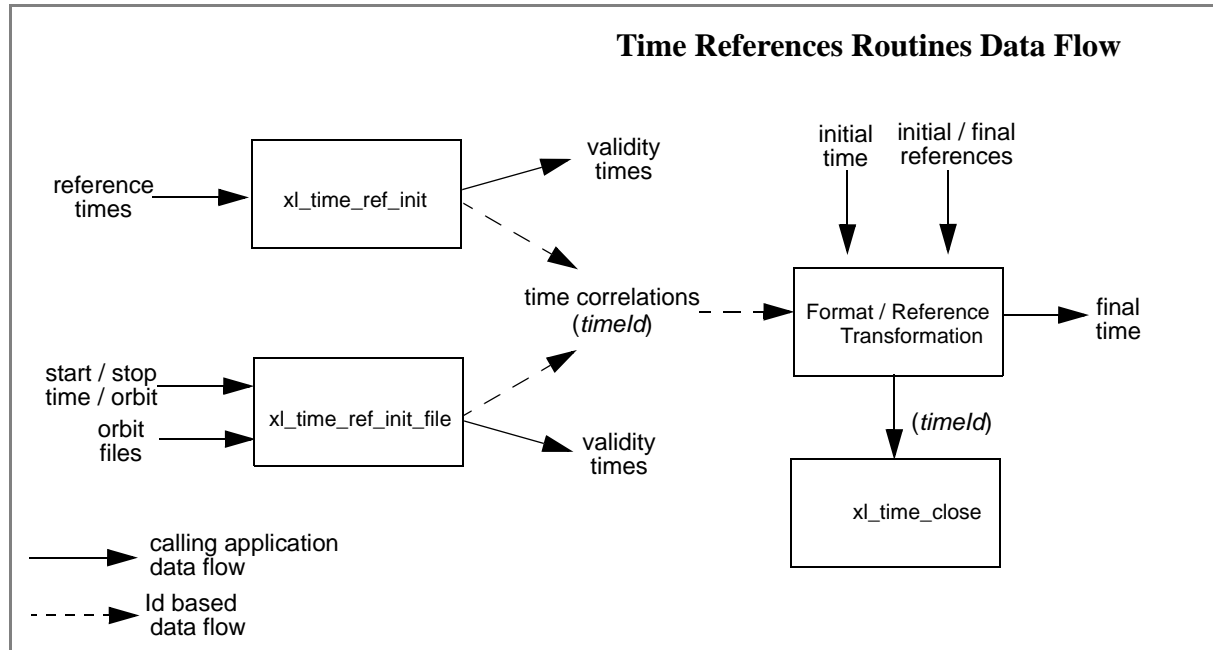 Time References Routines Data Flow
reference
times
xl_time_ref_init
validity
times
initial
time
initial / final
references
time correlations
(timeId)
Format / Reference
Transformation
final
time
start / stop
time / orbit
orbit
files
xl_time_ref_init_file
validity
times
(timeId)
xl_time_close
calling application
data flow
Id based
data flow